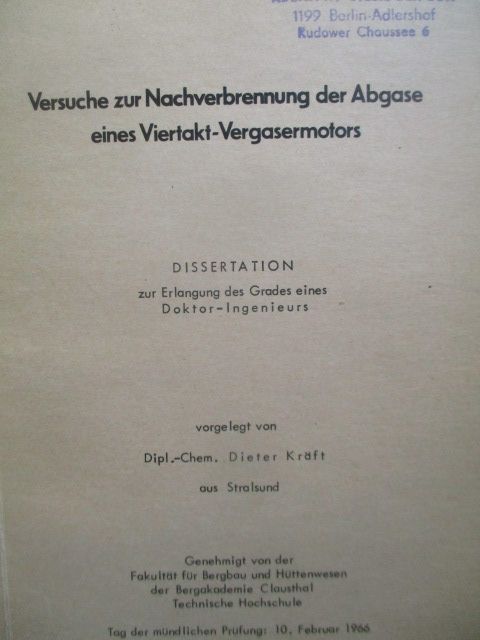 1199 Berlin-Adlershof
Rudower Chaussee 6
Versuche zur Nachverbrennung der Abgase
eines Viertakt-Vergasermotors
DISSERTATION
zur Erlangung des Grades eines
Doktor-Ingenieurs
vorgelegt von
Dipl.-Chem. Dieter Kräft
aus Stralsund
Genehmigt von der
Fakultät für Bergbau und Hüttenwesen
der Bergakademie Clausthal
Technische Hochschule
Tag der mündlichen Prüfung: 10. Februar 1966